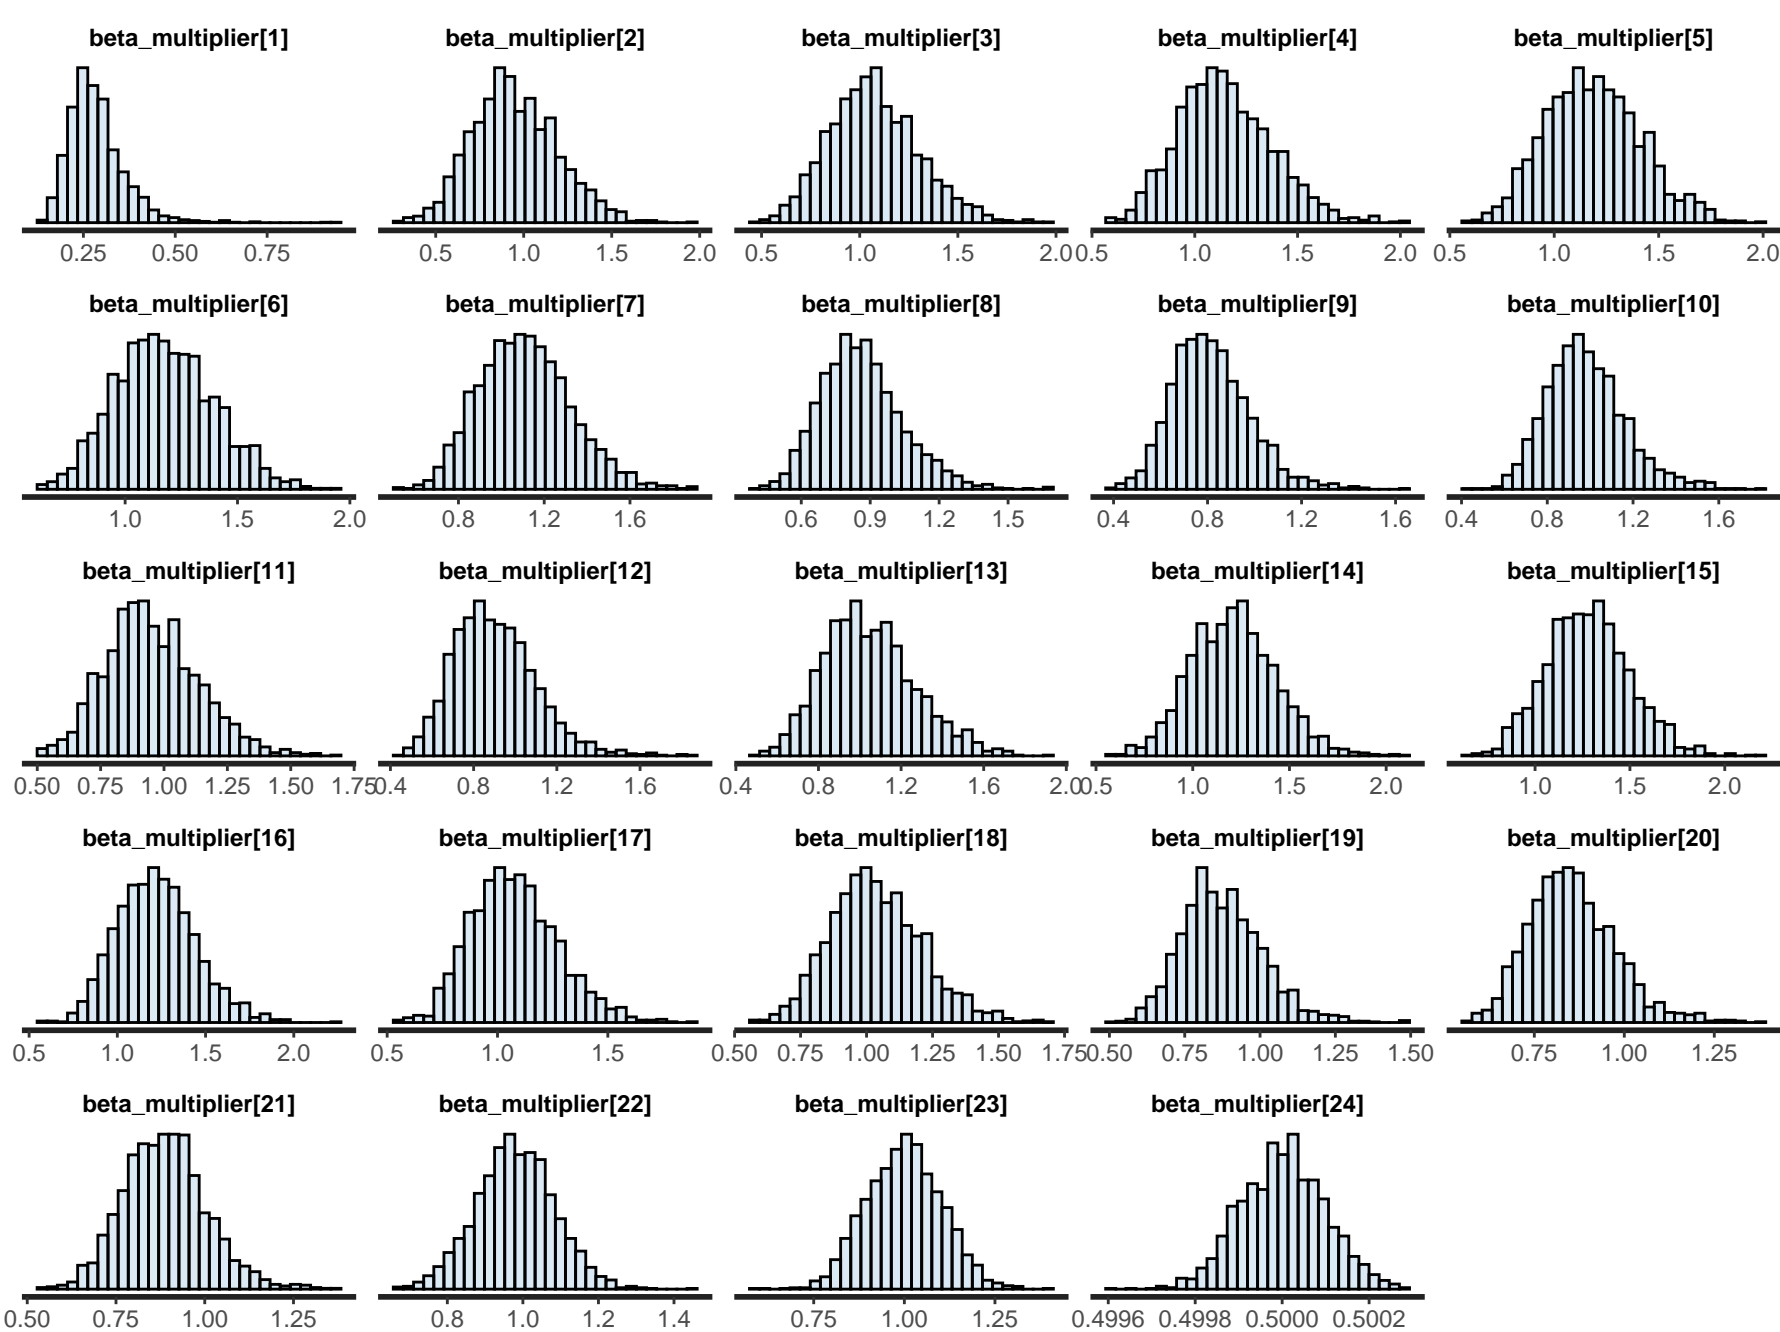 beta_multiplier[1] beta_multiplier[2] beta_multiplier[3] beta_multiplier[4] beta_multiplier[5]
0.25 0.50 0.75 0.5 1.0 1.5 2.0 0.5 1.0 1.5 2.0 0.5 1.0 1.5 2.0 0.5 1.0 1.5 2.0
beta_multiplier[6] beta_multiplier[7] beta_multiplier[8] beta_multiplier[9] beta_multiplier[10]
1.0 1.5 2.0 0.8 1.2 1.6 0.6 0.9 1.2 1.5 0.4 0.8 1.2 1.6 0.4 0.8 1.2 1.6
beta_multiplier[11] beta_multiplier[12] beta_multiplier[13] beta_multiplier[14] beta_multiplier[15]
0.50 0.75 1.00 1.25 1.50 1.75 0.4 0.8 1.2 1.6 0.4 0.8 1.2 1.6 2.0 0.5 1.0 1.5 2.0 1.0 1.5 2.0
beta_multiplier[16] beta_multiplier[17] beta_multiplier[18] beta_multiplier[19] beta_multiplier[20]
0.5 1.0 1.5 2.0 0.5 1.0 1.5 0.50 0.75 1.00 1.25 1.50 1.75 0.50 0.75 1.00 1.25 1.50 0.75 1.00 1.25
beta_multiplier[21] beta_multiplier[22] beta_multiplier[23] beta_multiplier[24]
0.50 0.75 1.00 1.25 0.8 1.0 1.2 1.4 0.75 1.00 1.25 0.4996 0.4998 0.5000 0.5002